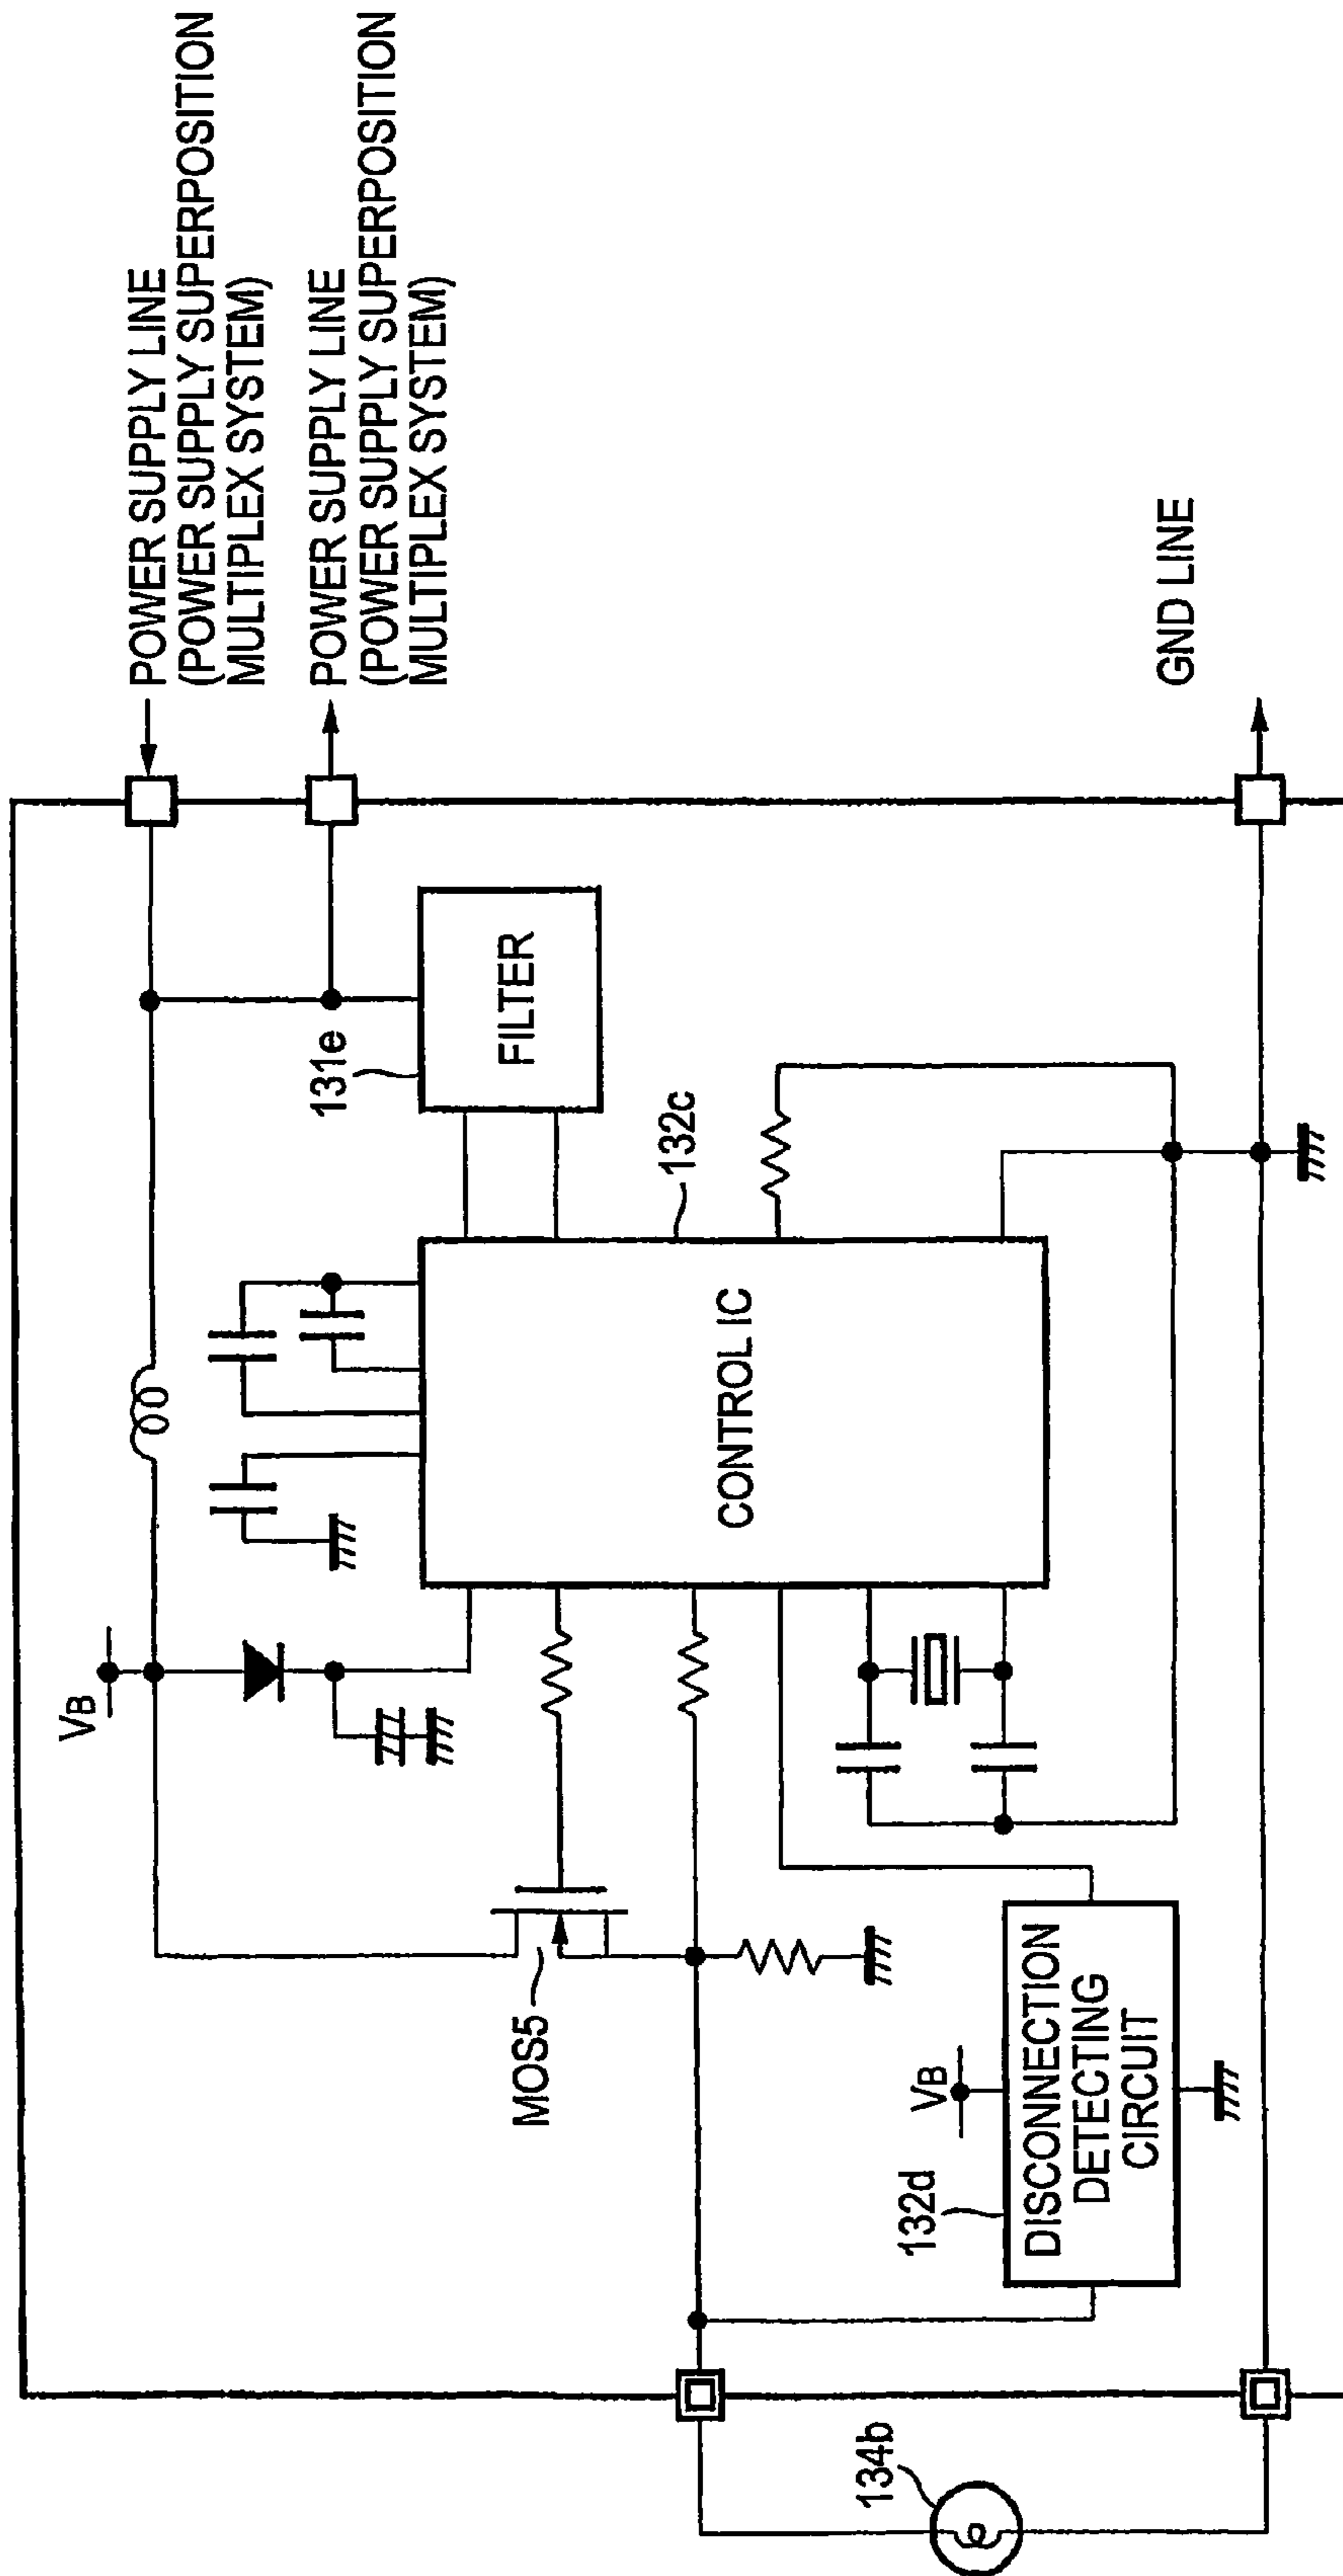 POWER SUPPLY LINE
(POWER SUPPLY SUPERPOSITION
MULTIPLEX SYSTEM)
POWER SUPPLY LINE
(POWER SUPPLY SUPERPOSITION
MULTIPLEX SYSTEM)
VB
131e
FILTER
132c
MOS5
CONTROL IC
VB
132d
DISCONNECTION
DETECTING
CIRCUIT
134b
GND LINE